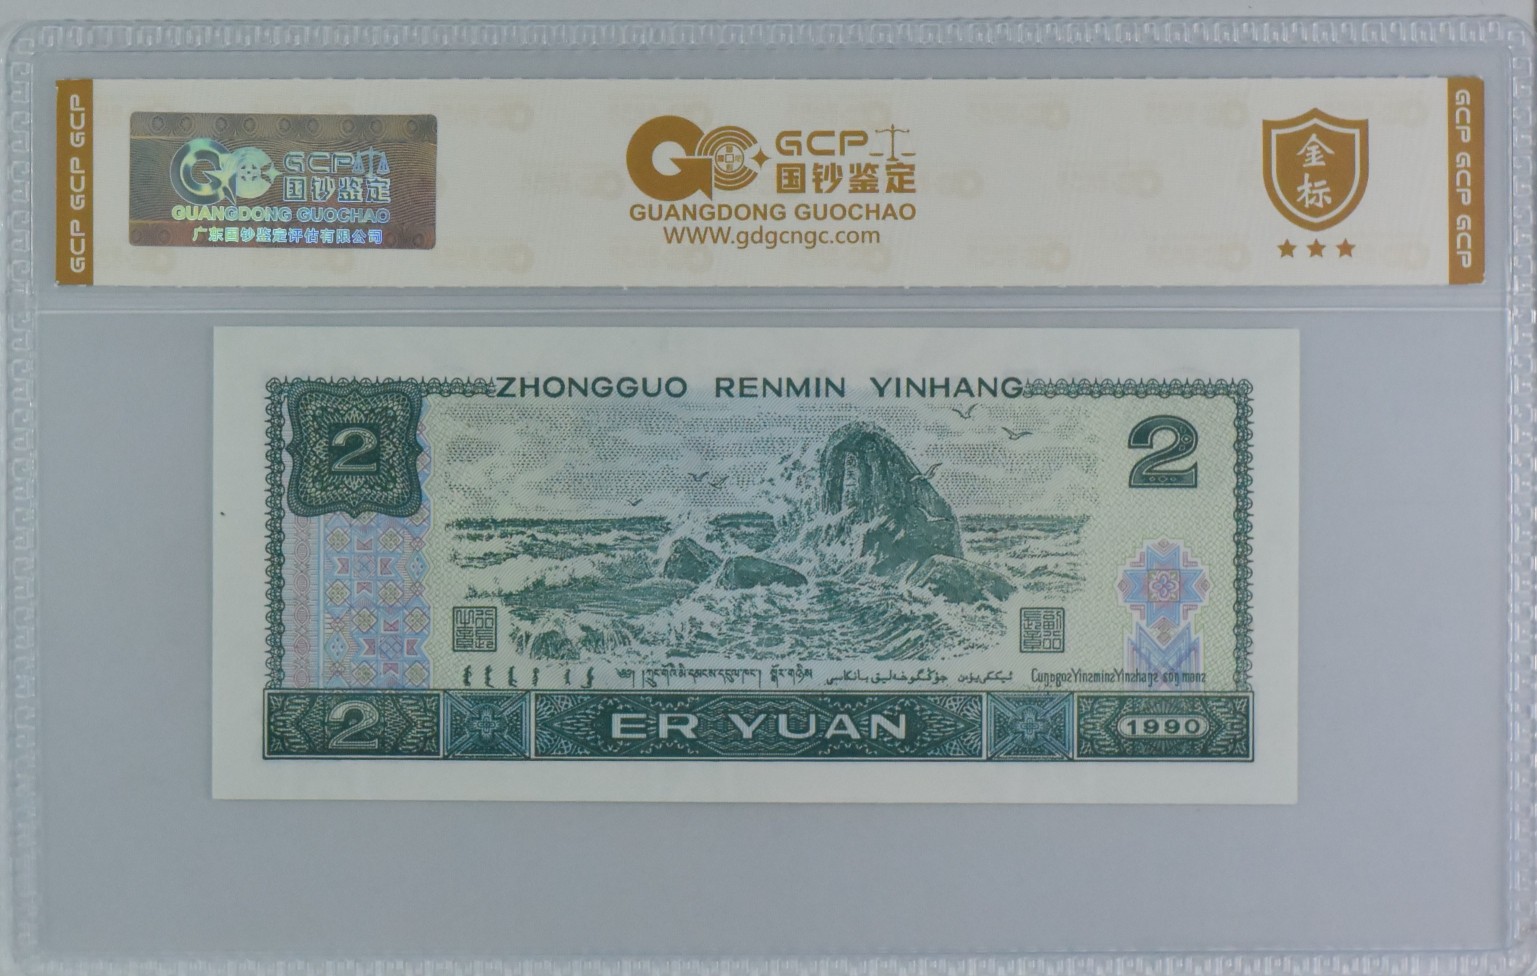 GCP GCP GCP
GCP
国钞鉴定
GUANGDONG GUOCHAO
广东国钞鉴定评估有限公司
GCP
国钞鉴定
GUANGDONG GUOCHAO
WWW.gdgcngc.com
金
标
GCP GCP GCP
ZHONGGUO RENMIN YINHANG
2
2
2
ER YUAN
1990